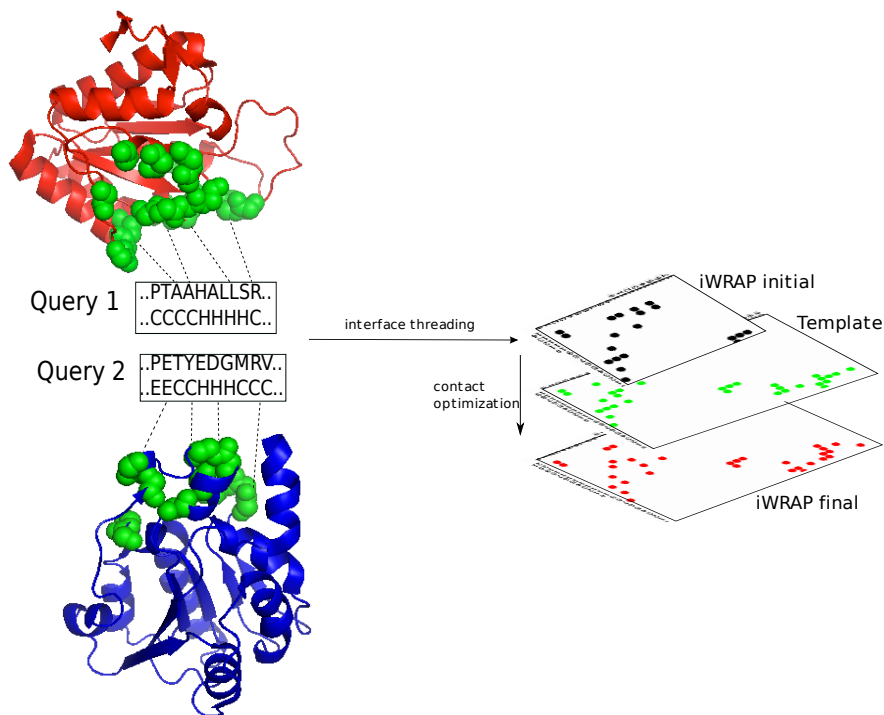 Query 1
..PTAAHALLSR..
..CCCCHHHHC..
Query 2
..PETYEDGMRV..
..EECCHHHCCC..
interface threading
contact
optimization
iWRAP initial
Template
iWRAP final